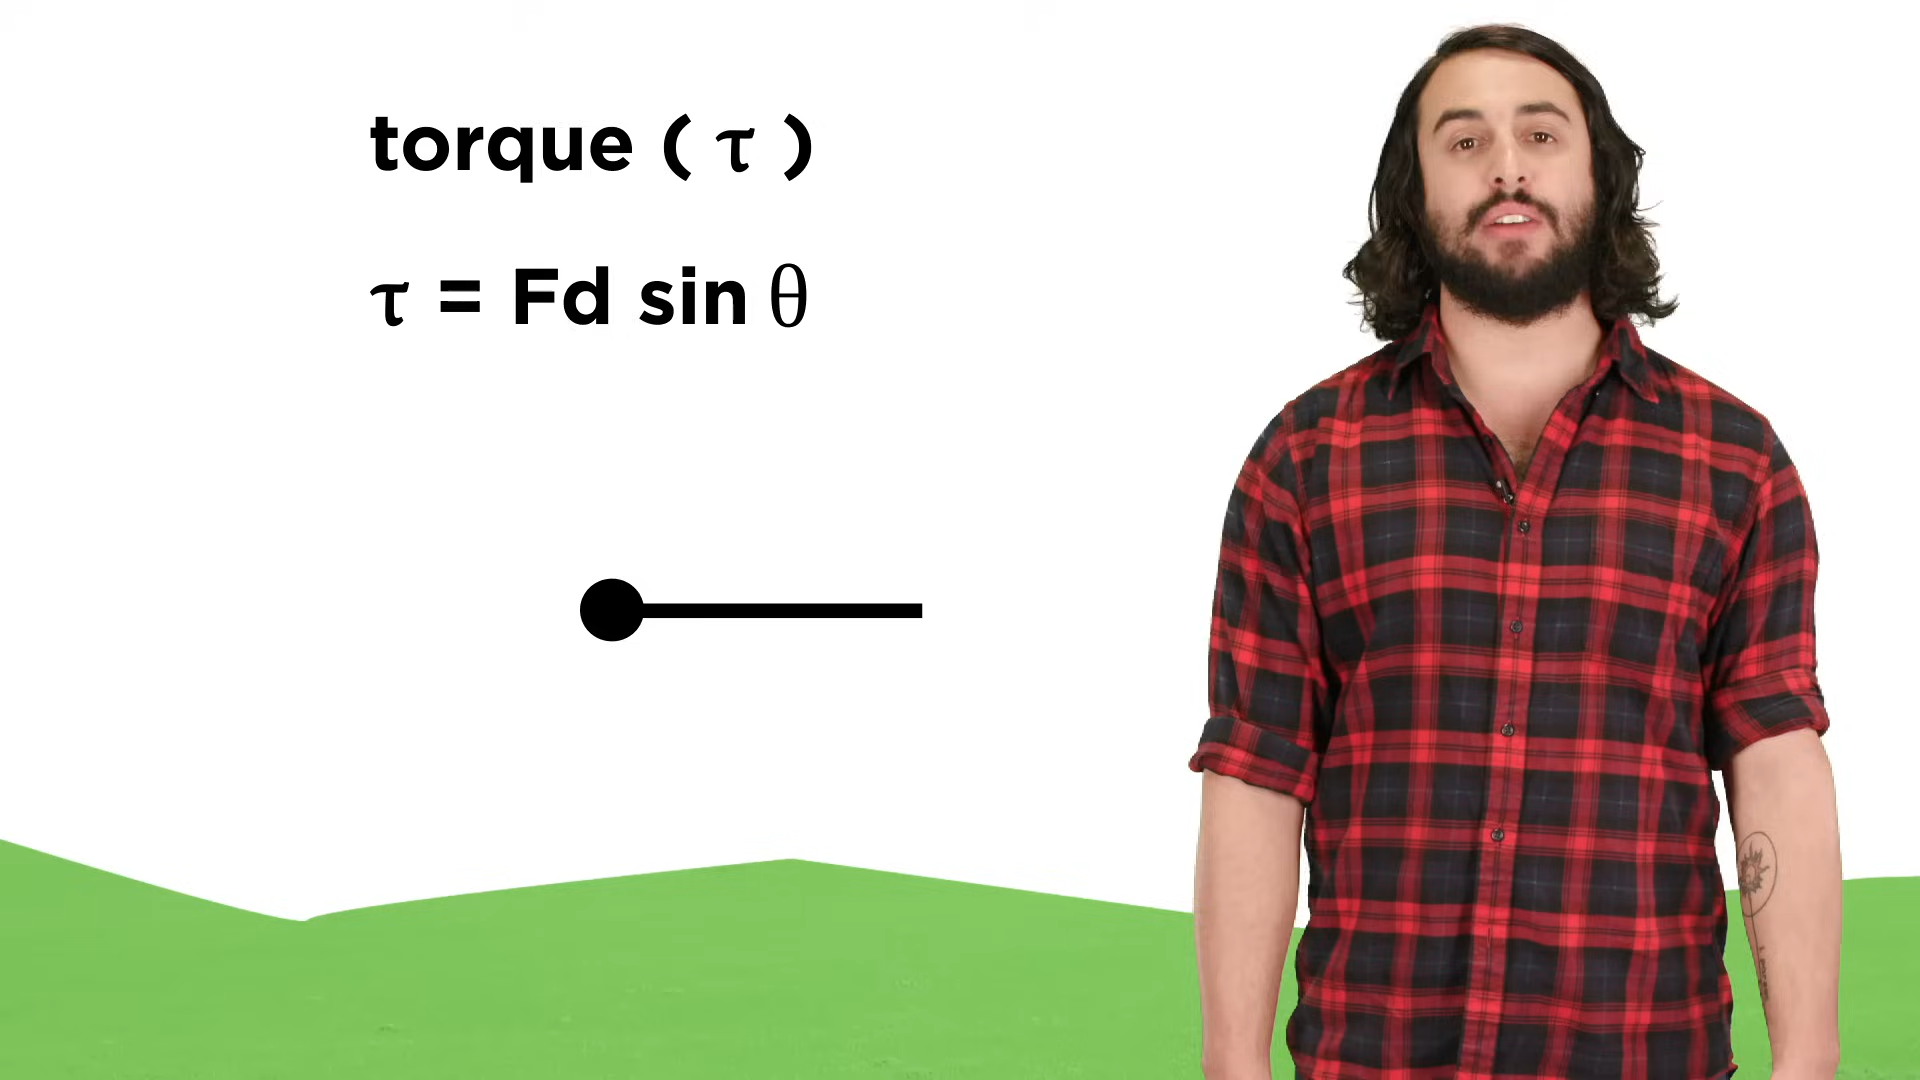 torque ( τ )
τ = Fd sin θ